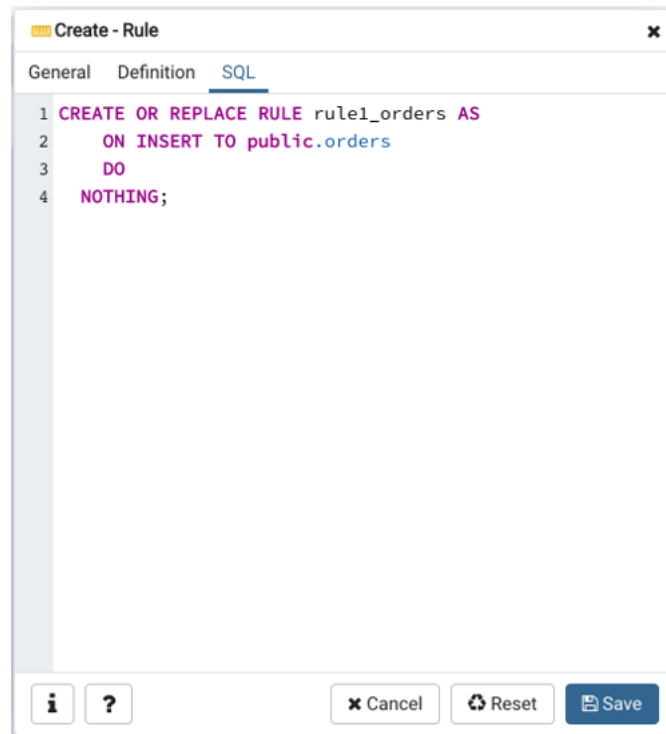 Create - Rule
General Definition SQL
1 CREATE OR REPLACE RULE rule1_orders AS
2 ON INSERT TO public.orders
3 DO
4 NOTHING;
i ? Cancel Reset Save